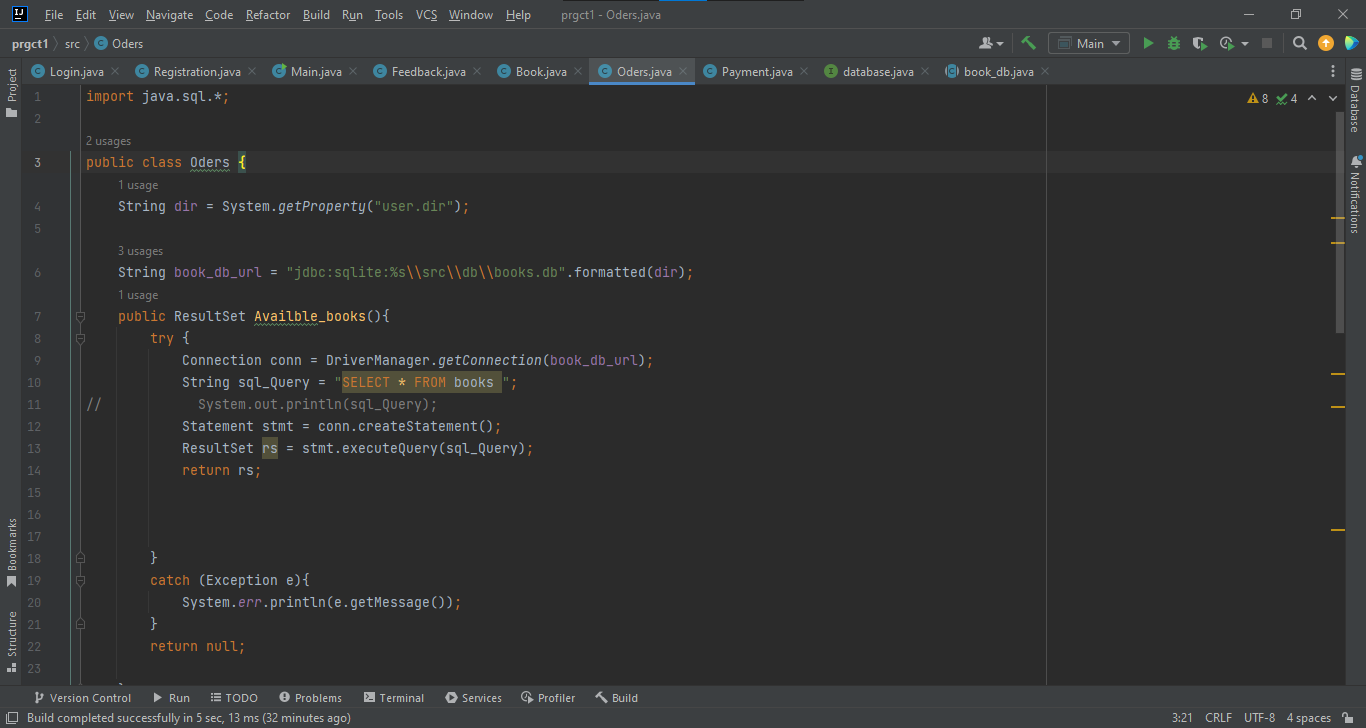 File Edit View Navigate Code Refactor Build Run Tools VCS Window Help prgct1 - Oders.java
prgct1 src Oders Main
Login.java Registration.java Main.java Feedback.java Book.java Oders.java Payment.java database.java book_db.java
Project
Bookmarks
Structure
Database
Notifications
8 4
1 import java.sql.*;
2
2 usages
3 public class Oders {
1 usage
4 String dir = System.getProperty("user.dir");
5
3 usages
6 String book_db_url = "jdbc:sqlite:%s\\src\\db\\books.db".formatted(dir);
1 usage
7 public ResultSet Availble_books(){
8 try {
9 Connection conn = DriverManager.getConnection(book_db_url);
10 String sql_Query = "SELECT * FROM books ";
11 // System.out.println(sql_Query);
12 Statement stmt = conn.createStatement();
13 ResultSet rs = stmt.executeQuery(sql_Query);
14 return rs;
15
16
17
18 }
19 catch (Exception e){
20 System.err.println(e.getMessage());
21 }
22 return null;
23
Version Control Run TODO Problems Terminal Services Profiler Build
Build completed successfully in 5 sec, 13 ms (32 minutes ago) 3:21 CRLF UTF-8 4 spaces